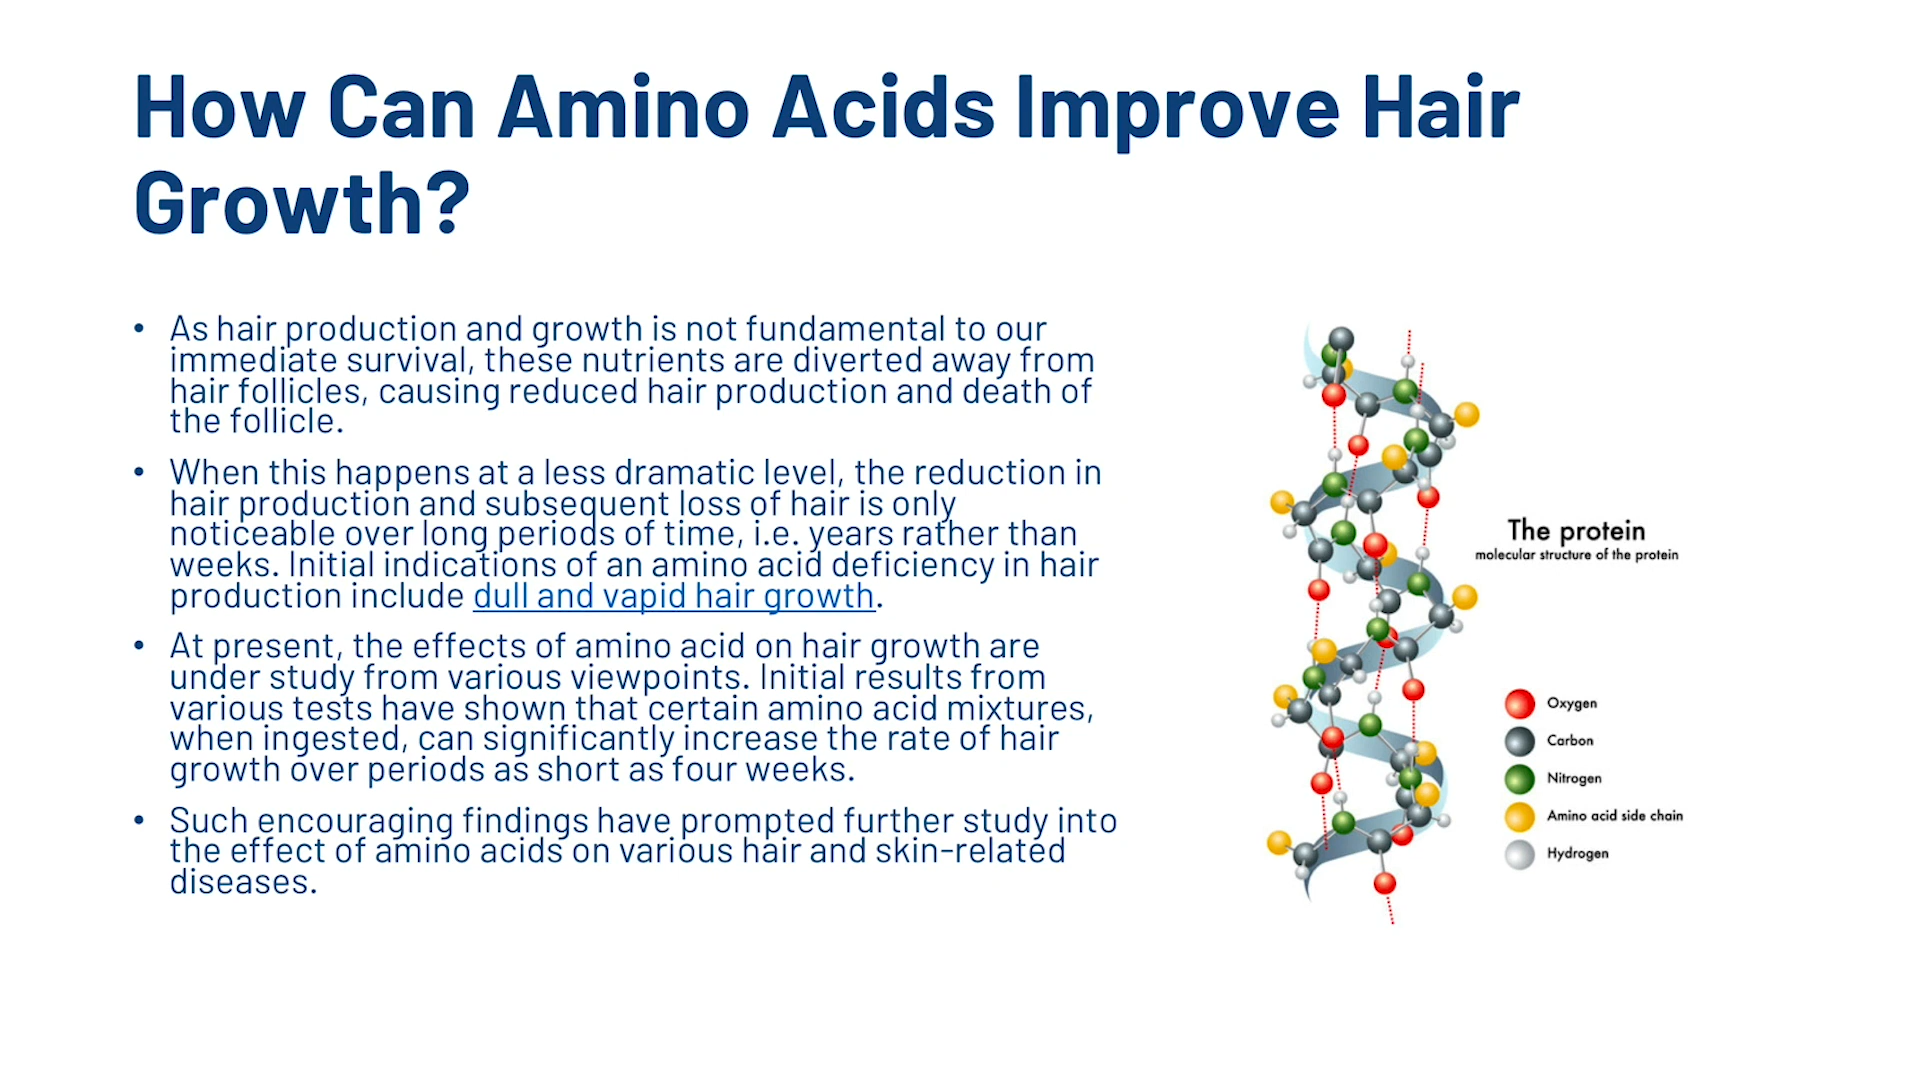 How Can Amino Acids Improve Hair
Growth?
• As hair production and growth is not fundamental to our
immediate survival, these nutrients are diverted away from
hair follicles, causing reduced hair production and death of
the follicle.
• When this happens at a less dramatic level, the reduction in
hair production and subsequent loss of hair is only
noticeable over long periods of time, i.e. years rather than
weeks. Initial indications of an amino acid deficiency in hair
production include dull and vapid hair growth.
• At present, the effects of amino acid on hair growth are
under study from various viewpoints. Initial results from
various tests have shown that certain amino acid mixtures,
when ingested, can significantly increase the rate of hair
growth over periods as short as four weeks.
• Such encouraging findings have prompted further study into
the effect of amino acids on various hair and skin-related
diseases.
The protein
molecular structure of the protein
Oxygen
Carbon
Nitrogen
Amino acid side chain
Hydrogen